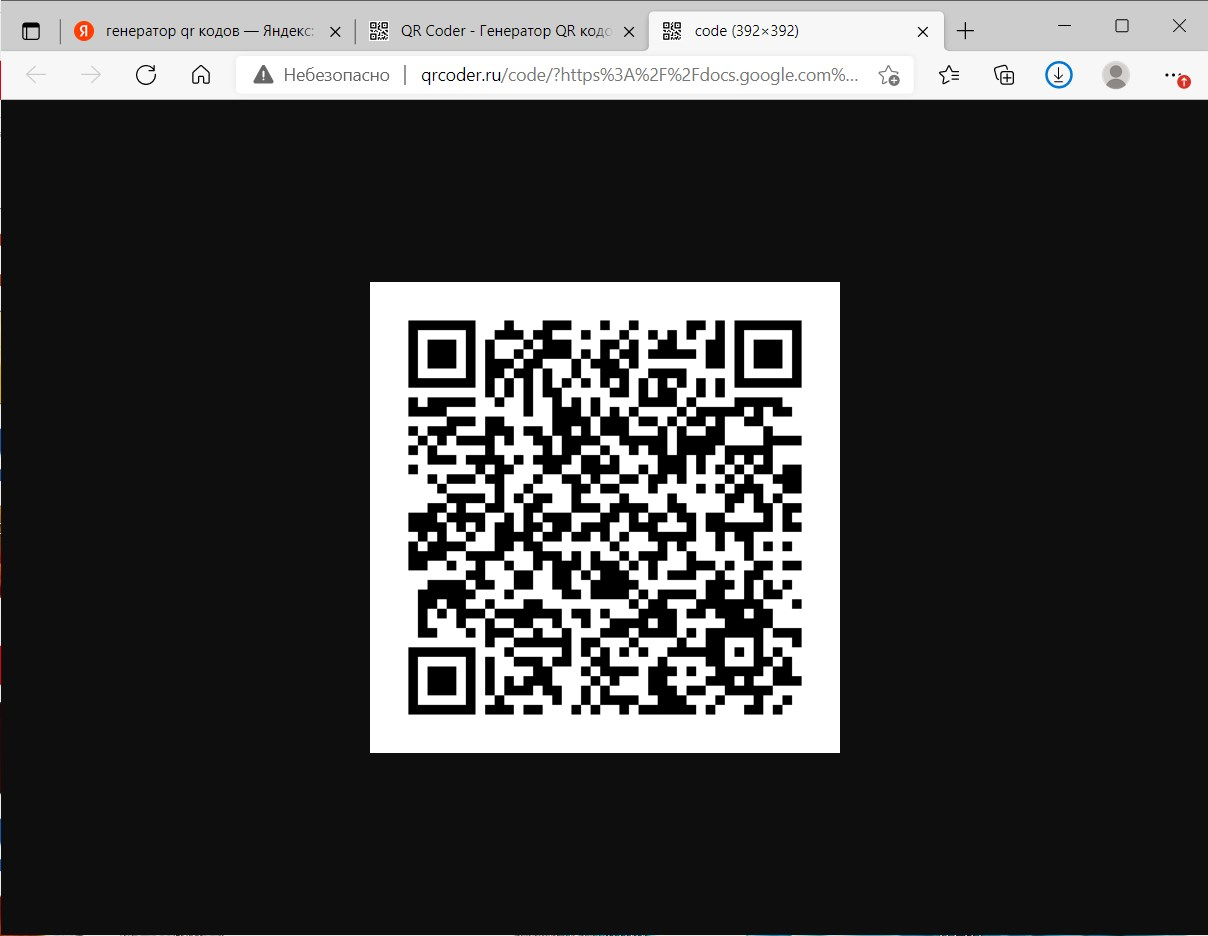 Я генератор qr кодов — Яндекс:
QR Coder - Генератор QR кодо
code (392×392)
Небезопасно | qrcoder.ru/code/?https%3A%2F%2Fdocs.google.com%...